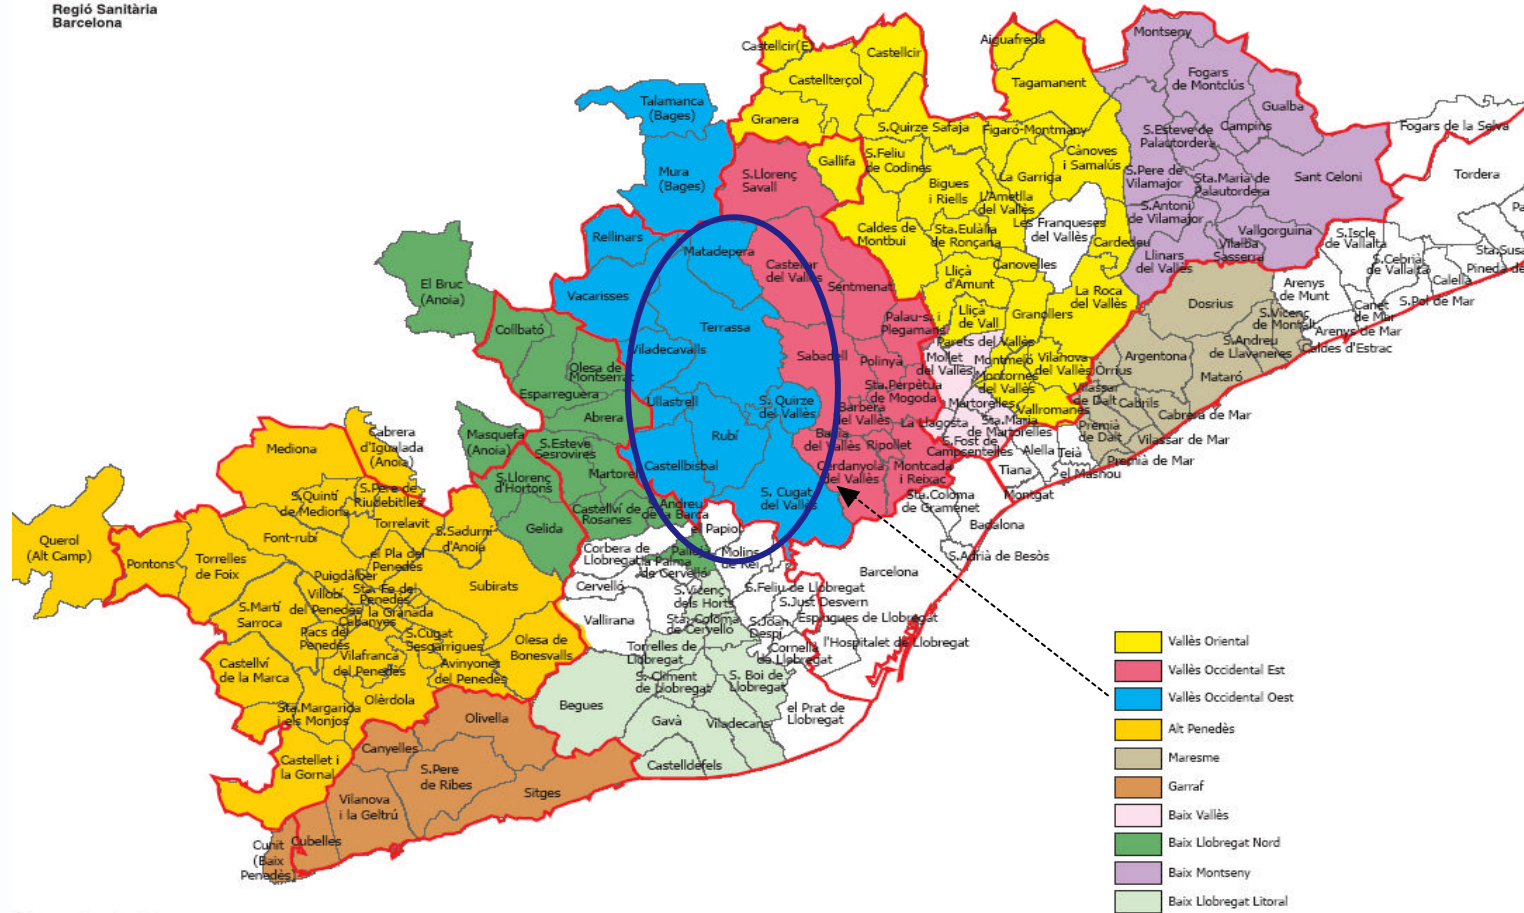 Regió Sanitària
Barcelona
Castellcir(E)
Castellcir
Castellterçol
Granera
Aiguafreda
Tagamanent
Montseny
Fogars
de Montclús
Gualba
Campins
S.Esteve de
Palautordera
Fogars de la Selva
Tordera
Talamanca
(Bages)
Mura
(Bages)
S.Llorenç
Savall
Gallifa
S.Quirze Safaja
S.Feliu
de Codines
Figaró-Montmany
Cànoves
i Samalús
La Garriga
Bigues
i Riells
L'Ametlla
del Vallès
S.Pere de
Vilamajor
Sta.Maria de
Palautordera
Sant Celoni
S.Antoni
de Vilamajor
Caldes de
Montbui
Sta.Eulàlia
de Ronçana
Les Franqueses
del Vallès
Cardedeu
Vallgorguina
Vilalba
Sasserra
Llinars
del Vallès
S.Iscle
de Vallalta
S.Cebrià
de Vallalta
Sta.Susa
Pineda de
Calella
S.Pol de Mar
Canet
de Mar
Arenys
de Munt
Arenys de Mar
Caldes d'Estrac
Rellinars
Matadepera
Castellar
del Vallès
Sentmenat
Lliçà
d'Amunt
Canovelles
La Roca
del Vallès
Dosrius
S.Vicenç
de Montalt
S.Andreu
de Llavaneres
El Bruc
(Anoia)
Vacarisses
Collbató
Terrassa
Palau-s. i
Plegamans
Lliçà
de Vall
Granollers
Parets del Vallès
Viladecavalls
Sabadell
Polinyà
Mollet
del Vallès
Montmeló
Montornès
del Vallès
Vilanova
del Vallès
Argentona
Òrrius
Mataró
Olesa de
Montserrat
Esparreguera
Ullastrell
S. Quirze
del Vallès
Sta.Perpètua
de Mogoda
Martorelles
Vallromanes
Vilassar
de Dalt
Cabrils
Cabrera de Mar
Abrera
Rubí
Barberà
del Vallès
La Llagosta
Sta.Maria
de Martorelles
Premià
de Dalt
Vilassar de Mar
Premià de Mar
Cabrera
d'Igualada
(Anoia)
Mediona
Masquefa
(Anoia)
S.Esteve
Sesrovires
Badia
del Vallès
Ripollet
S.Fost de
Campsentelles
Alella
Teià
el Masnou
Tiana
Montgat
S.Llorenç
d'Hortons
Martorell
Castellbisbal
Cerdanyola
del Vallès
Montcada
i Reixac
S. Cugat
del Vallès
Sta.Coloma
de Gramenet
Badalona
S.Adrià de Besòs
S.Quintí
de Mediona
S.Pere de
Riudebitlles
Torrelavit
S.Sadurní
d'Anoia
Castellví de
Rosanes
S.Andreu
de la Barca
Gelida
el Papiol
Querol
(Alt Camp)
Pontons
Torrelles
de Foix
Font-rubí
el Pla del
Penedès
Corbera de
Llobregat
Pallejà
la Palma
de Cervelló
Molins
de Rei
Barcelona
Subirats
Cervelló
Vallirana
Puigdàlber
Vilobí
del Penedès
Sta. Fe del
Penedès
la Granada
S.Vicenç
dels Horts
S.Feliu de Llobregat
S.Just Desvern
Esplugues de Llobregat
S.Martí
Sarroca
Cabanyes
Pacs del
Penedès
S.Cugat
Sesgarrigues
Sta. Coloma
de Cervello
S.Joan
Despí
l'Hospitalet de Llobregat
Cornellà
de Llobregat
Olesa de
Bonesvalls
Vilafranca
del Penedès
Avinyonet
del Penedès
Torrelles de
Llobregat
Castellví
de la Marca
S. Climent
de Llobregat
S. Boi de
Llobregat
Olèrdola
Begues
el Prat de
Llobregat
Sta.Margarida
i els Monjos
Olivella
Gavà
Viladecans
Canyelles
Castellet i
la Gornal
S.Pere
de Ribes
Castelldefels
Vilanova
i la Geltrú
Sitges
Cunit
(Baix
Penedès)
Cubelles
Vallès Oriental
Vallès Occidental Est
Vallès Occidental Oest
Alt Penedès
Maresme
Garraf
Baix Vallès
Baix Llobregat Nord
Baix Montseny
Baix Llobregat Litoral